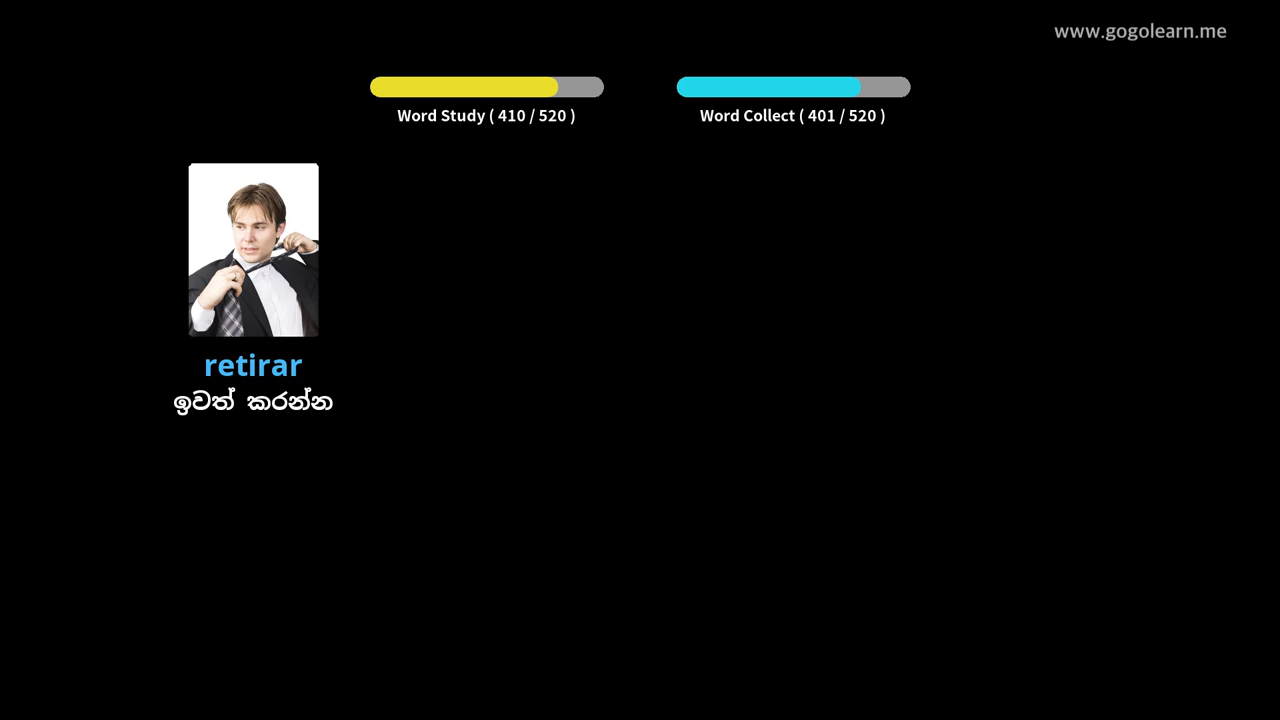 www.gogolearn.me
Word Study ( 410 / 520 )
Word Collect ( 401 / 520 )
retirar
ඉවත් කරන්න